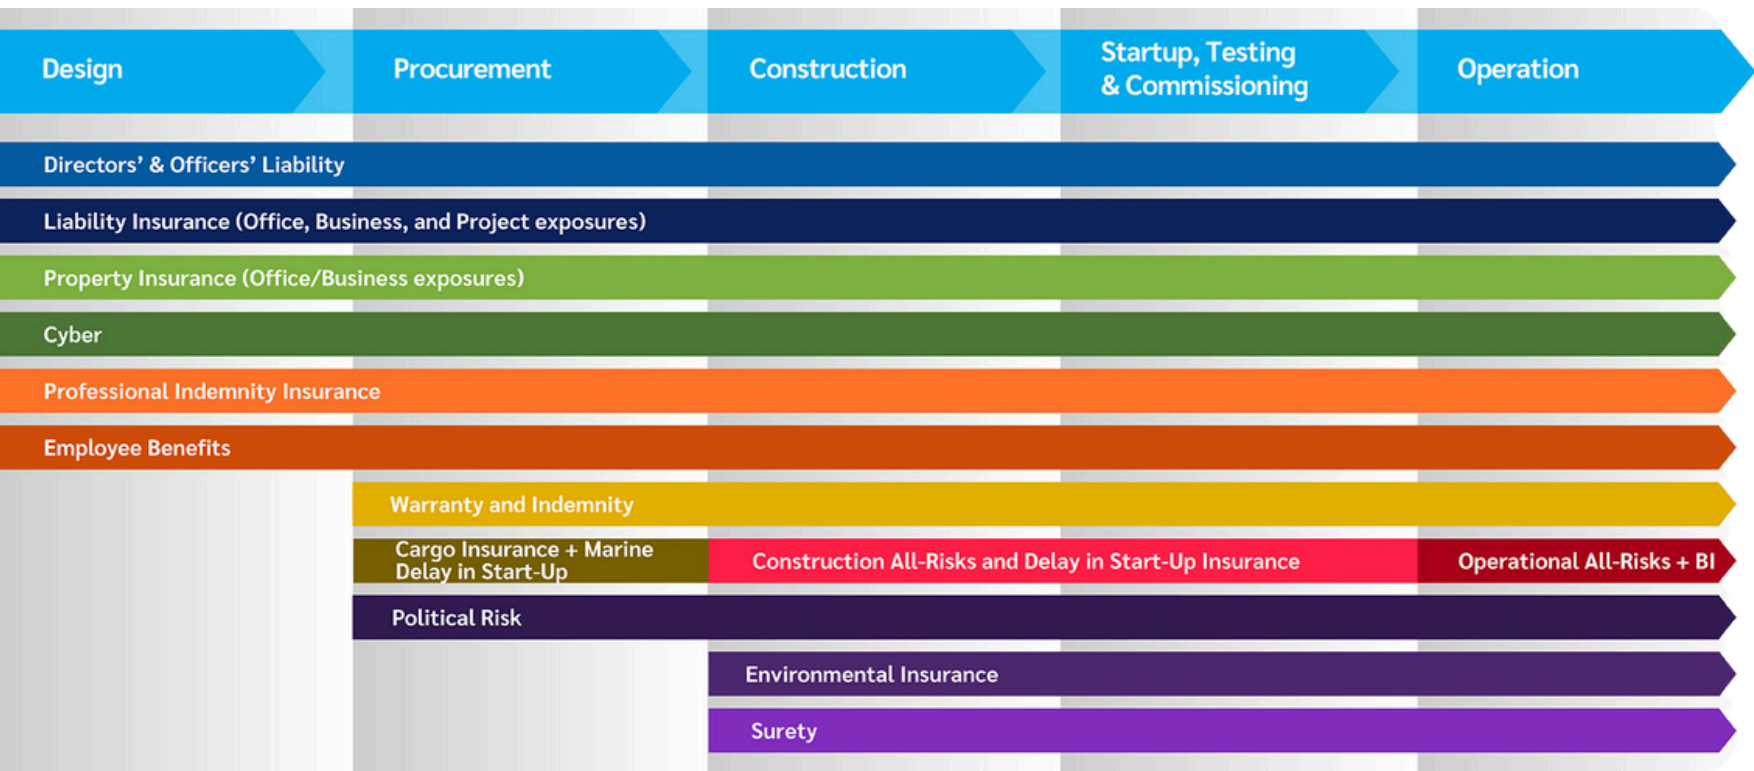 Design
Procurement
Construction
Startup, Testing
& Commissioning
Operation
Directors’ & Officers’ Liability
Liability Insurance (Office, Business, and Project exposures)
Property Insurance (Office/Business exposures)
Cyber
Professional Indemnity Insurance
Employee Benefits
Warranty and Indemnity
Cargo Insurance + Marine
Delay in Start-Up
Construction All-Risks and Delay in Start-Up Insurance
Operational All-Risks + BI
Political Risk
Environmental Insurance
Surety